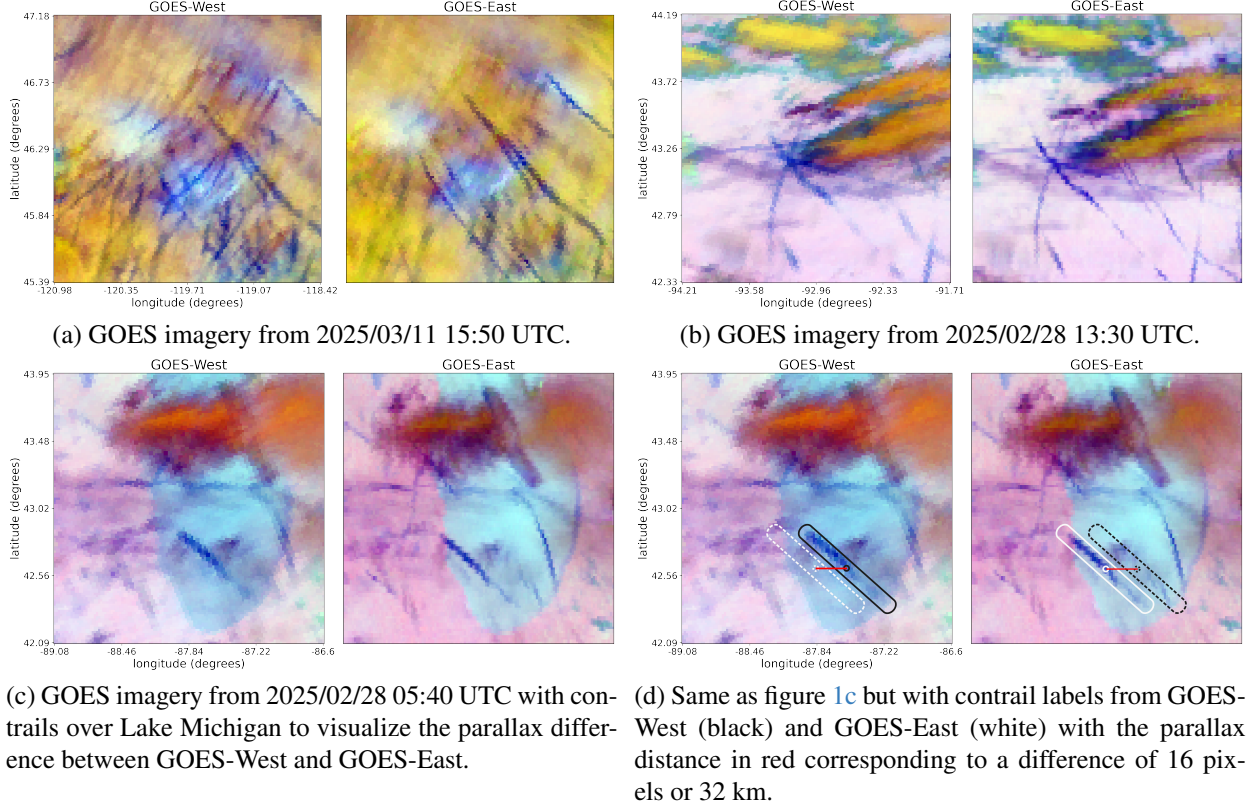 GOES-West
GOES-East
47.18
46.73
46.29
45.84
45.39
latitude (degrees)
-120.98
-120.35
-119.71
-119.07
-118.42
longitude (degrees)
(a) GOES imagery from 2025/03/11 15:50 UTC.
GOES-West
GOES-East
44.19
43.72
43.26
42.79
42.33
latitude (degrees)
-94.21
-93.58
-92.96
-92.33
-91.71
longitude (degrees)
(b) GOES imagery from 2025/02/28 13:30 UTC.
GOES-West
GOES-East
43.95
43.48
43.02
42.56
42.09
latitude (degrees)
-89.08
-88.46
-87.84
-87.22
-86.6
longitude (degrees)
(c) GOES imagery from 2025/02/28 05:40 UTC with con-
trails over Lake Michigan to visualize the parallax differ-
ence between GOES-West and GOES-East.
GOES-West
GOES-East
43.95
43.48
43.02
42.56
42.09
latitude (degrees)
-89.08
-88.46
-87.84
-87.22
-86.6
longitude (degrees)
(d) Same as figure 1c but with contrail labels from GOES-
West (black) and GOES-East (white) with the parallax
distance in red corresponding to a difference of 16 pix-
els or 32 km.